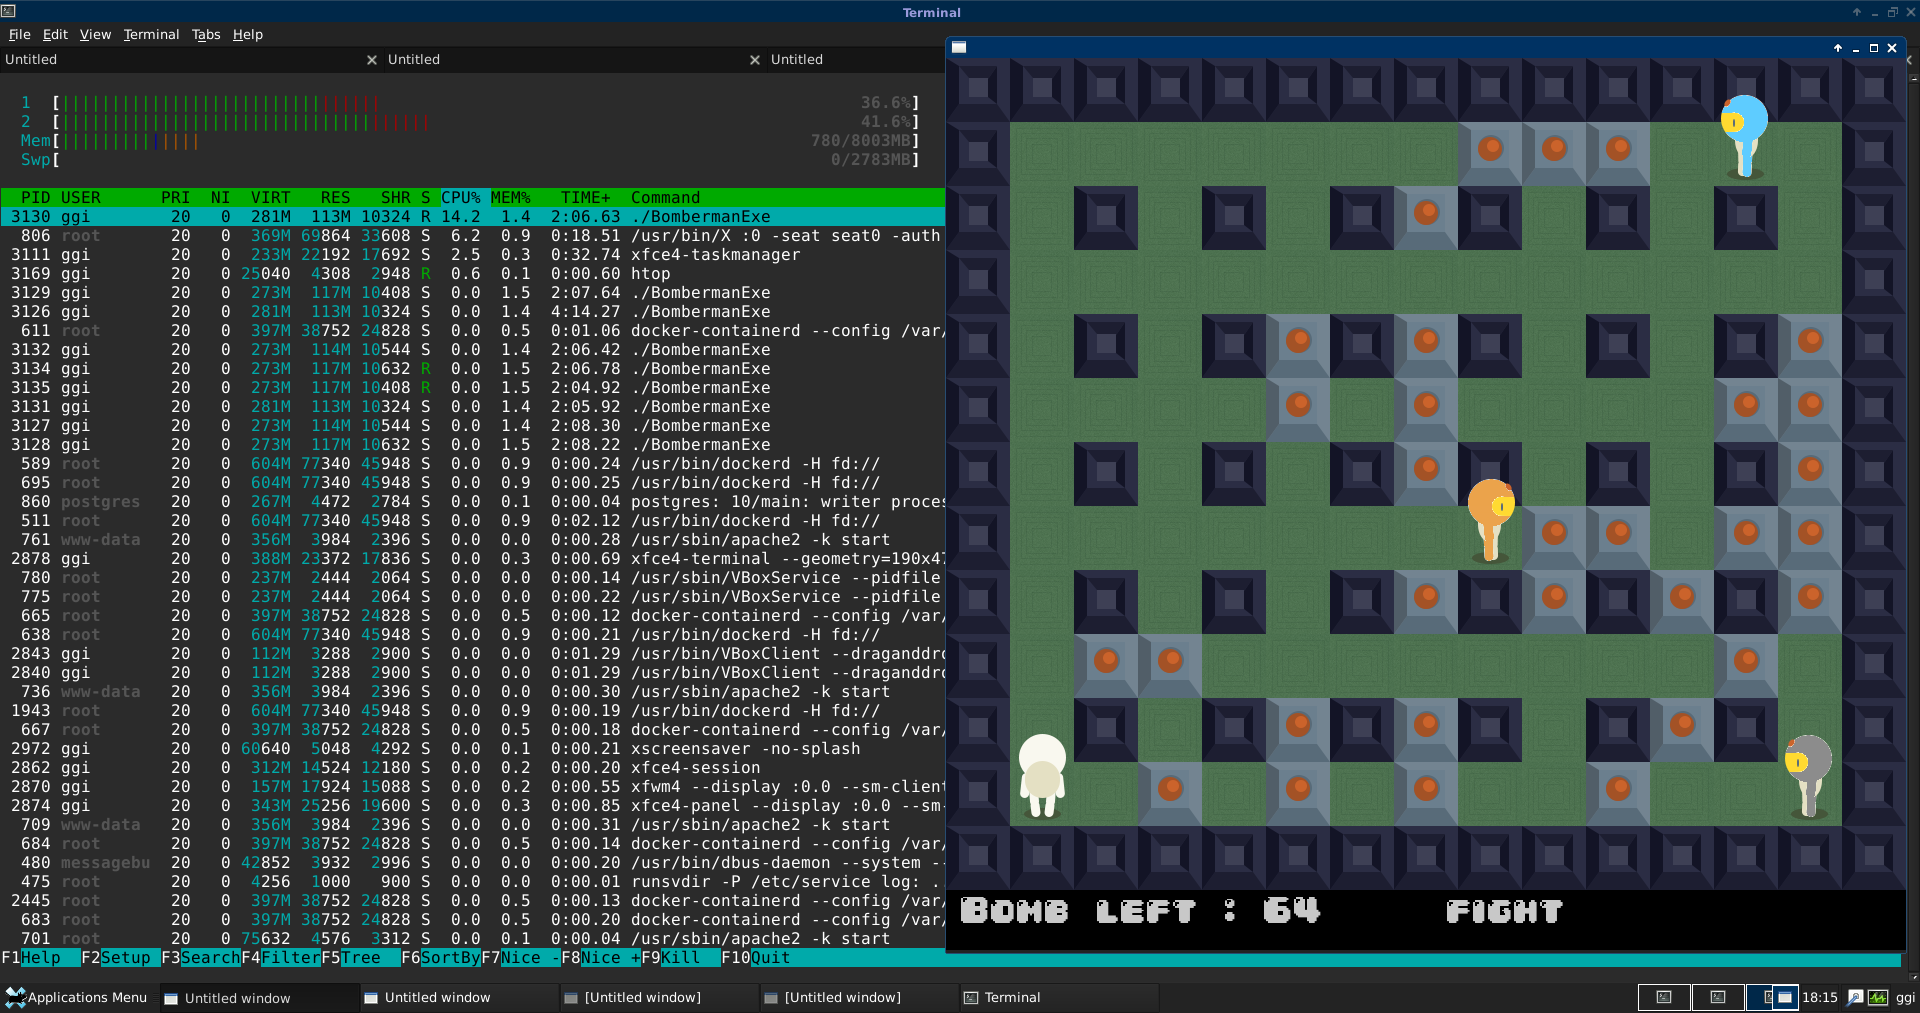 Terminal
File Edit View Terminal Tabs Help
Untitled Untitled Untitled
1 [ 36.6%]
2 [ 41.6%]
Mem[ 780/8003MB]
Swp[ 0/2783MB]
PID USER PRI NI VIRT RES SHR S CPU% MEM% TIME+ Command
3130 ggi 20 0 281M 113M 10324 R 14.2 1.4 2:06.63 ./BombermanExe
806 root 20 0 369M 69864 33608 S 6.2 0.9 0:18.51 /usr/bin/X :0 -seat seat0 -auth
3111 ggi 20 0 233M 22192 17692 S 2.5 0.3 0:32.74 xfce4-taskmanager
3169 ggi 20 0 25040 4308 2948 R 0.6 0.1 0:00.60 htop
3129 ggi 20 0 273M 117M 10408 S 0.0 1.5 2:07.64 ./BombermanExe
3126 ggi 20 0 281M 113M 10324 S 0.0 1.4 4:14.27 ./BombermanExe
611 root 20 0 397M 38752 24828 S 0.0 0.5 0:01.06 docker-containerd --config /var/
3132 ggi 20 0 273M 114M 10544 S 0.0 1.4 2:06.42 ./BombermanExe
3134 ggi 20 0 273M 117M 10632 R 0.0 1.5 2:06.78 ./BombermanExe
3135 ggi 20 0 273M 117M 10408 R 0.0 1.5 2:04.92 ./BombermanExe
3131 ggi 20 0 281M 113M 10324 S 0.0 1.4 2:05.92 ./BombermanExe
3127 ggi 20 0 273M 114M 10544 S 0.0 1.4 2:08.30 ./BombermanExe
3128 ggi 20 0 273M 117M 10632 S 0.0 1.5 2:08.22 ./BombermanExe
589 root 20 0 604M 77340 45948 S 0.0 0.9 0:00.24 /usr/bin/dockerd -H fd://
695 root 20 0 604M 77340 45948 S 0.0 0.9 0:00.25 /usr/bin/dockerd -H fd://
860 postgres 20 0 267M 4472 2784 S 0.0 0.1 0:00.04 postgres: 10/main: writer proces
511 root 20 0 604M 77340 45948 S 0.0 0.9 0:02.12 /usr/bin/dockerd -H fd://
761 www-data 20 0 356M 3984 2396 S 0.0 0.0 0:00.28 /usr/sbin/apache2 -k start
2878 ggi 20 0 388M 23372 17836 S 0.0 0.3 0:00.69 xfce4-terminal --geometry=190x47
780 root 20 0 237M 2444 2064 S 0.0 0.0 0:00.14 /usr/sbin/VBoxService --pidfile
775 root 20 0 237M 2444 2064 S 0.0 0.0 0:00.22 /usr/sbin/VBoxService --pidfile
665 root 20 0 397M 38752 24828 S 0.0 0.5 0:00.12 docker-containerd --config /var/
638 root 20 0 604M 77340 45948 S 0.0 0.9 0:00.21 /usr/bin/dockerd -H fd://
2843 ggi 20 0 112M 3288 2900 S 0.0 0.0 0:01.29 /usr/bin/VBoxClient --draganddro
2840 ggi 20 0 112M 3288 2900 S 0.0 0.0 0:01.29 /usr/bin/VBoxClient --draganddro
736 www-data 20 0 356M 3984 2396 S 0.0 0.0 0:00.30 /usr/sbin/apache2 -k start
1943 root 20 0 604M 77340 45948 S 0.0 0.9 0:00.19 /usr/bin/dockerd -H fd://
667 root 20 0 397M 38752 24828 S 0.0 0.5 0:00.18 docker-containerd --config /var/
2972 ggi 20 0 60640 5048 4292 S 0.0 0.1 0:00.21 xscreensaver -no-splash
2862 ggi 20 0 312M 14524 12180 S 0.0 0.2 0:00.20 xfce4-session
2870 ggi 20 0 157M 17924 15088 S 0.0 0.2 0:00.55 xfwm4 --display :0.0 --sm-client
2874 ggi 20 0 343M 25256 19600 S 0.0 0.3 0:00.85 xfce4-panel --display :0.0 --sm-
709 www-data 20 0 356M 3984 2396 S 0.0 0.0 0:00.31 /usr/sbin/apache2 -k start
684 root 20 0 397M 38752 24828 S 0.0 0.5 0:00.14 docker-containerd --config /var/
480 messagebu 20 0 42852 3932 2996 S 0.0 0.0 0:00.20 /usr/bin/dbus-daemon --system --
475 root 20 0 4256 1000 900 S 0.0 0.0 0:00.01 runsvdir -P /etc/service log: ..
2445 root 20 0 397M 38752 24828 S 0.0 0.5 0:00.13 docker-containerd --config /var/
683 root 20 0 397M 38752 24828 S 0.0 0.5 0:00.20 docker-containerd --config /var/
701 root 20 0 75632 4576 3312 S 0.0 0.1 0:00.04 /usr/sbin/apache2 -k start
F1Help F2Setup F3SearchF4FilterF5Tree F6SortByF7Nice -F8Nice +F9Kill F10Quit
BOMB LEFT : 64 FIGHT
Applications Menu Untitled window Untitled window [Untitled window] [Untitled window] Terminal 18:15 ggi